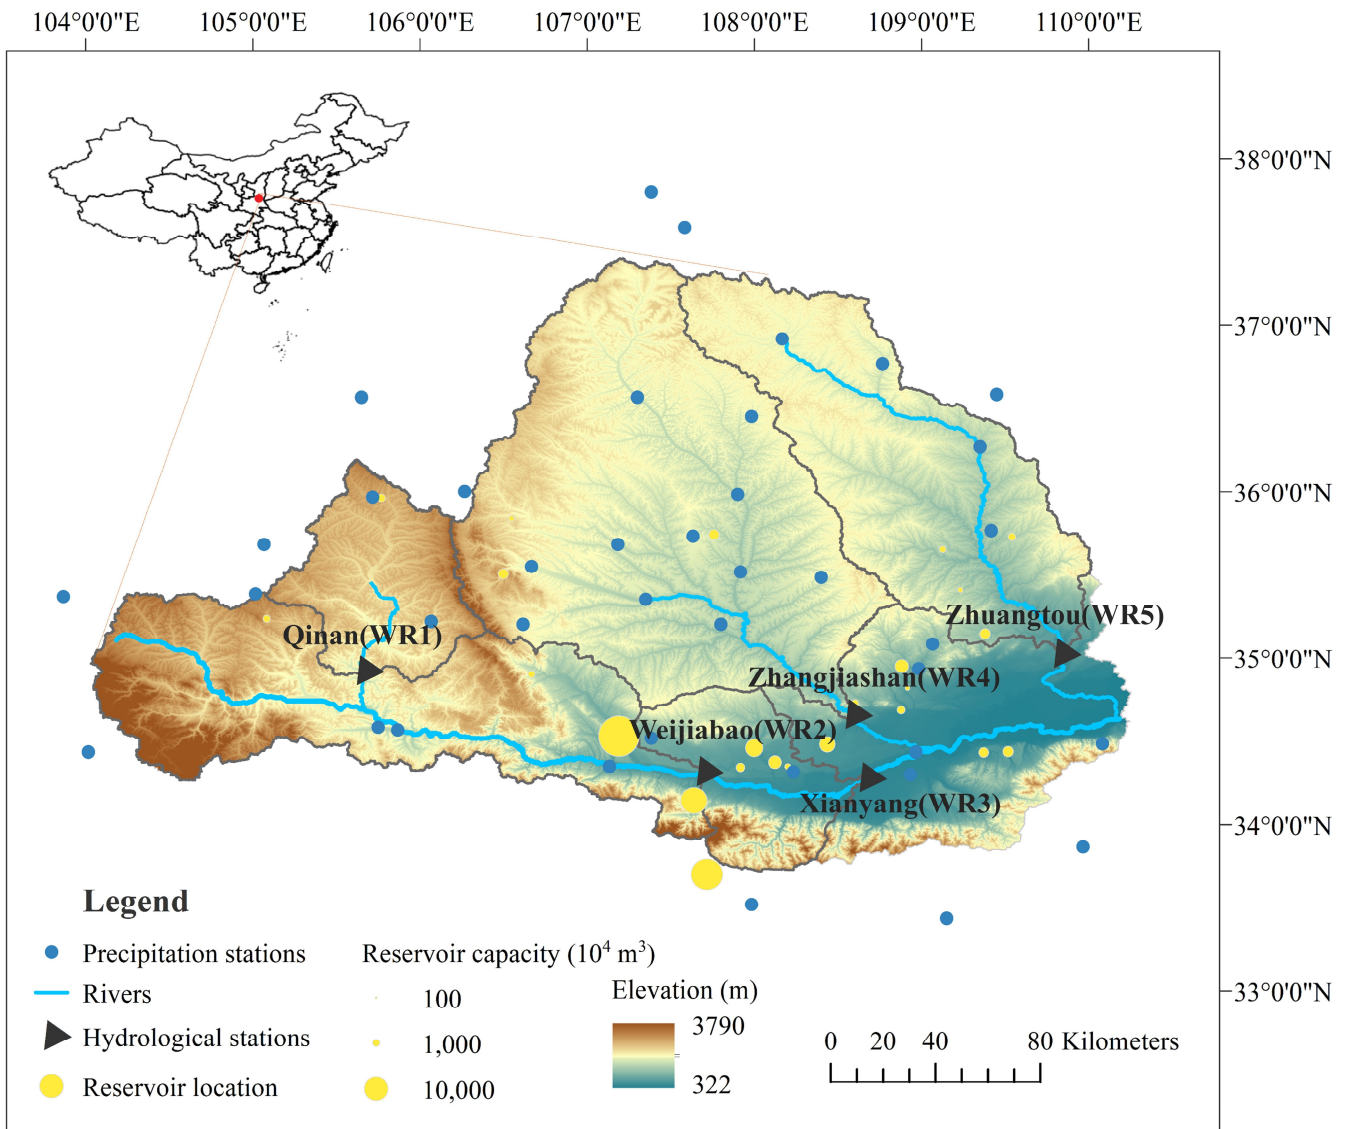 104°0'0"E 105°0'0"E 106°0'0"E 107°0'0"E 108°0'0"E 109°0'0"E 110°0'0"E
38°0'0"N
37°0'0"N
36°0'0"N
Zhuangtou(WR5)
Qinan(WR1)
35°0'0"N
Zhangjiashan(WR4)
Weijiabao(WR2)
Xianyang(WR3)
34°0'0"N
33°0'0"N
Legend
Precipitation stations
Rivers
Hydrological stations
Reservoir location
Reservoir capacity (10⁴ m³)
100
1,000
10,000
Elevation (m)
3790
322
0 20 40 80 Kilometers